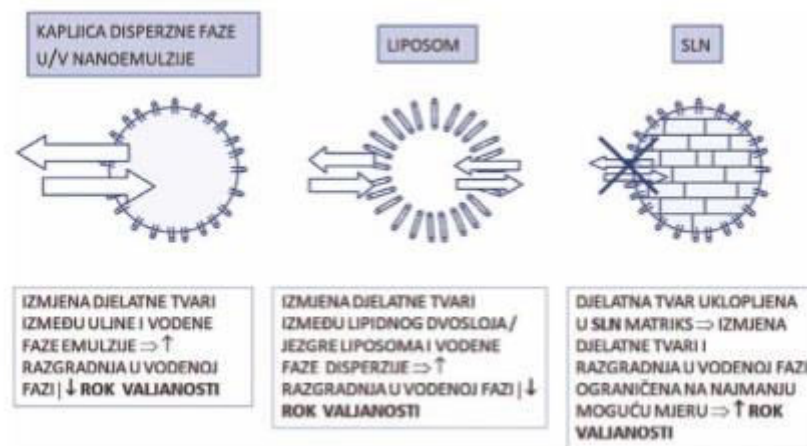 KAPLJICA DISPERZNE FAZE
U/V NANOEMULZIJE
LIPOSOM
SLN
IZMJENA DJELATNE TVARI
IZMEĐU ULJNE I VODENE
FAZE EMULZIJE ⇒ ↑
RAZGRADNJA U VODENOJ
FAZI | ↓ ROK VALJANOSTI
IZMJENA DJELATNE TVARI
IZMEĐU LIPIDNOG DVOSLOJA /
JEZGRE LIPOSOMA I VODENE
FAZE DISPERZIJE ⇒ ↑
RAZGRADNJA U VODENOJ FAZI | ↓
ROK VALJANOSTI
DJELATNA TVAR UKLOPLJENA
U SLN MATRIKS ⇒ IZMJENA
DJELATNE TVARI I
RAZGRADNJA U VODENOJ FAZI
OGRANIČENA NA NAJMANJU
MOGUĆU MJERU ⇒ ↑ ROK
VALJANOSTI